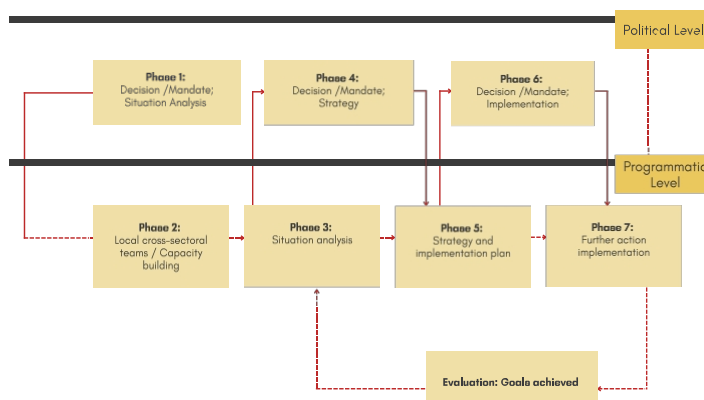 Political Level
Phase 1:
Decision /Mandate;
Situation Analysis
Phase 4:
Decision /Mandate;
Strategy
Phase 6:
Decision /Mandate;
Implementation
Programmatic
Level
Phase 2:
Local cross-sectoral
teams / Capacity
building
Phase 3:
Situation analysis
Phase 5:
Strategy and
implementation plan
Phase 7:
Further action
implementation
Evaluation: Goals achieved